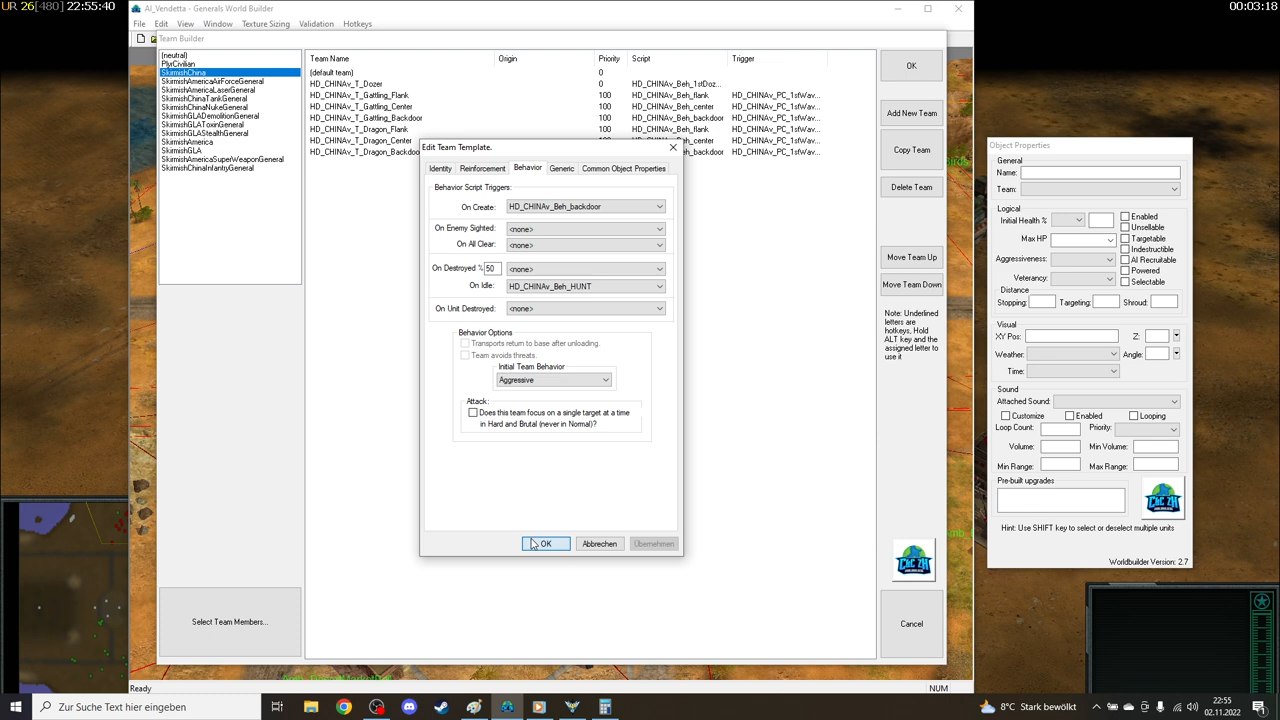 UR 26[480] 22:55:40
00:03:18
AI_Vendetta - Generals World Builder
File Edit View Window Texture Sizing Validation Hotkeys
Team Builder
(neutral)
PlyrCivilian
SkirmishChina
SkirmishAmericaAirForceGeneral
SkirmishAmericaLaserGeneral
SkirmishChinaTankGeneral
SkirmishChinaNukeGeneral
SkirmishGLADemolitionGeneral
SkirmishGLAToxinGeneral
SkirmishGLAStealthGeneral
SkirmishAmerica
SkirmishGLA
SkirmishAmericaSuperWeaponGeneral
SkirmishChinaInfantryGeneral
Select Team Members...
Team Name Origin Priority Script Trigger
(default team) 0
HD_CHINAv_T_Dozer 0 HD_CHINAv_Beh_1stDoz...
HD_CHINAv_T_Gattling_Flank 100 HD_CHINAv_Beh_flank HD_CHINAv_PC_1stWav...
HD_CHINAv_T_Gattling_Center 100 HD_CHINAv_Beh_center HD_CHINAv_PC_1stWav...
HD_CHINAv_T_Gattling_Backdoor 100 HD_CHINAv_Beh_backdoor HD_CHINAv_PC_1stWav...
HD_CHINAv_T_Dragon_Flank 100 HD_CHINAv_Beh_flank HD_CHINAv_PC_1stWav...
HD_CHINAv_T_Dragon_Center HD_CHINAv_PC_1stWav...
HD_CHINAv_T_Dragon_Backdoo HD_CHINAv_PC_1stWav...
Edit Team Template.
Identity Reinforcement Behavior Generic Common Object Properties
Behavior Script Triggers:
On Create: HD_CHINAv_Beh_backdoor
On Enemy Sighted: <none>
On All Clear: <none>
On Destroyed % 50 <none>
On Idle: HD_CHINAv_Beh_HUNT
On Unit Destroyed: <none>
Behavior Options
Transports return to base after unloading.
Team avoids threats.
Initial Team Behavior
Aggressive
Attack:
Does this team focus on a single target at a time
in Hard and Brutal (never in Normal)?
OK Abbrechen Übernehmen
OK
Add New Team
Copy Team
Delete Team
Move Team Up
Move Team Down
Note: Underlined
letters are
hotkeys, Hold
ALT key and the
assigned letter to
use it
Cancel
Object Properties
General
Name:
Team:
Logical
Initial Health %
Max HP
Aggressiveness:
Veterancy:
Enabled
Unsellable
Targetable
Indestructible
AI Recruitable
Powered
Selectable
Distance
Stopping: Targeting: Shroud:
Visual
XY Pos: Z:
Weather: Angle:
Time:
Sound
Attached Sound:
Customize Enabled Looping
Loop Count: Priority:
Volume: Min Volume:
Min Range: Max Range:
Pre-built upgrades
Hint: Use SHIFT key to select or deselect multiple units
Worldbuilder Version: 2.7
Ready NUM
Zur Suche Text hier eingeben
8°C Meist bewölkt
22:55
02.11.2022